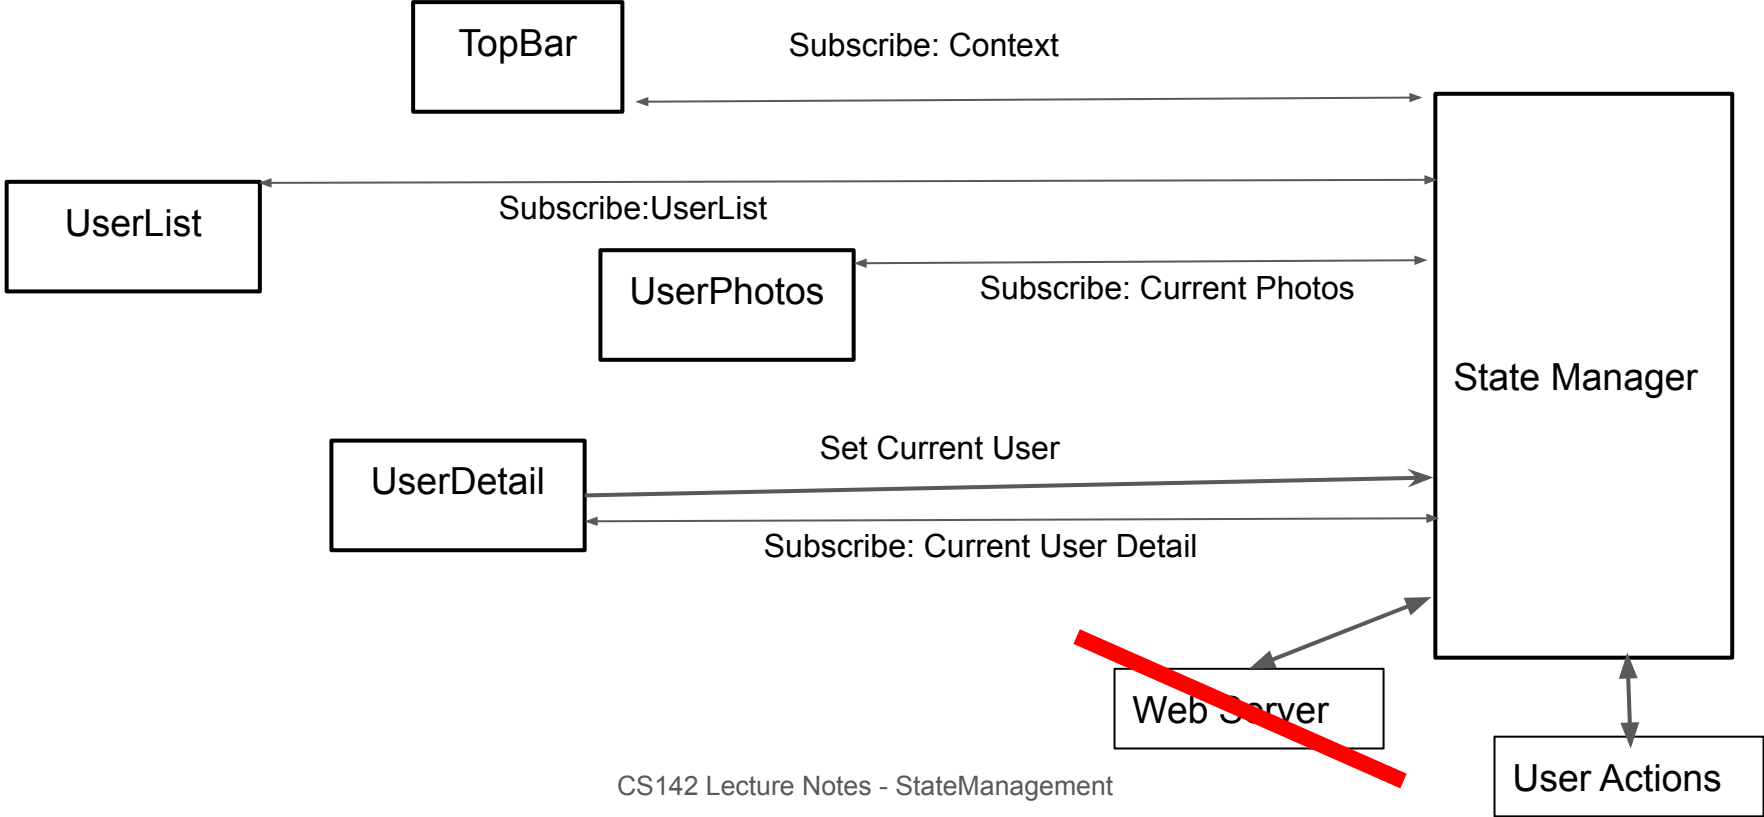 TopBar
Subscribe: Context
UserList
Subscribe:UserList
UserPhotos
Subscribe: Current Photos
State Manager
UserDetail
Set Current User
Subscribe: Current User Detail
Web Server
User Actions
CS142 Lecture Notes - StateManagement